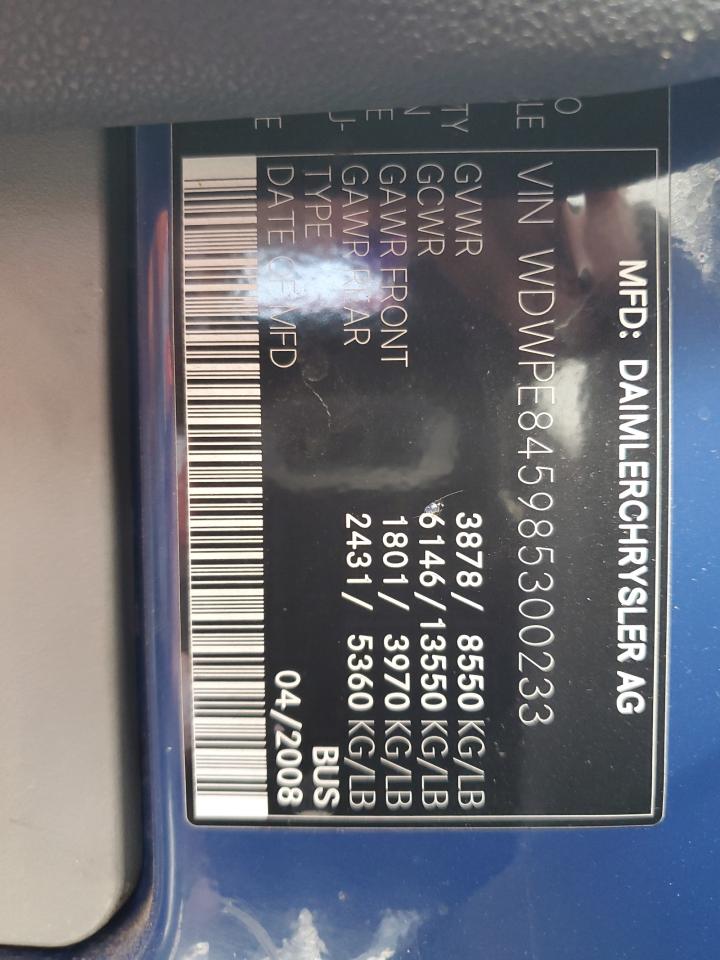 MFD: DAIMLERCHRYSLER AG
VIN WDWPE845985300233
GVWR 3878/ 8550 KG/LB
GCWR 6146/13550 KG/LB
GAWR FRONT 1801/ 3970 KG/LB
GAWR REAR 2431/ 5360 KG/LB
TYPE BUS
DATE OF MFD 04/2008